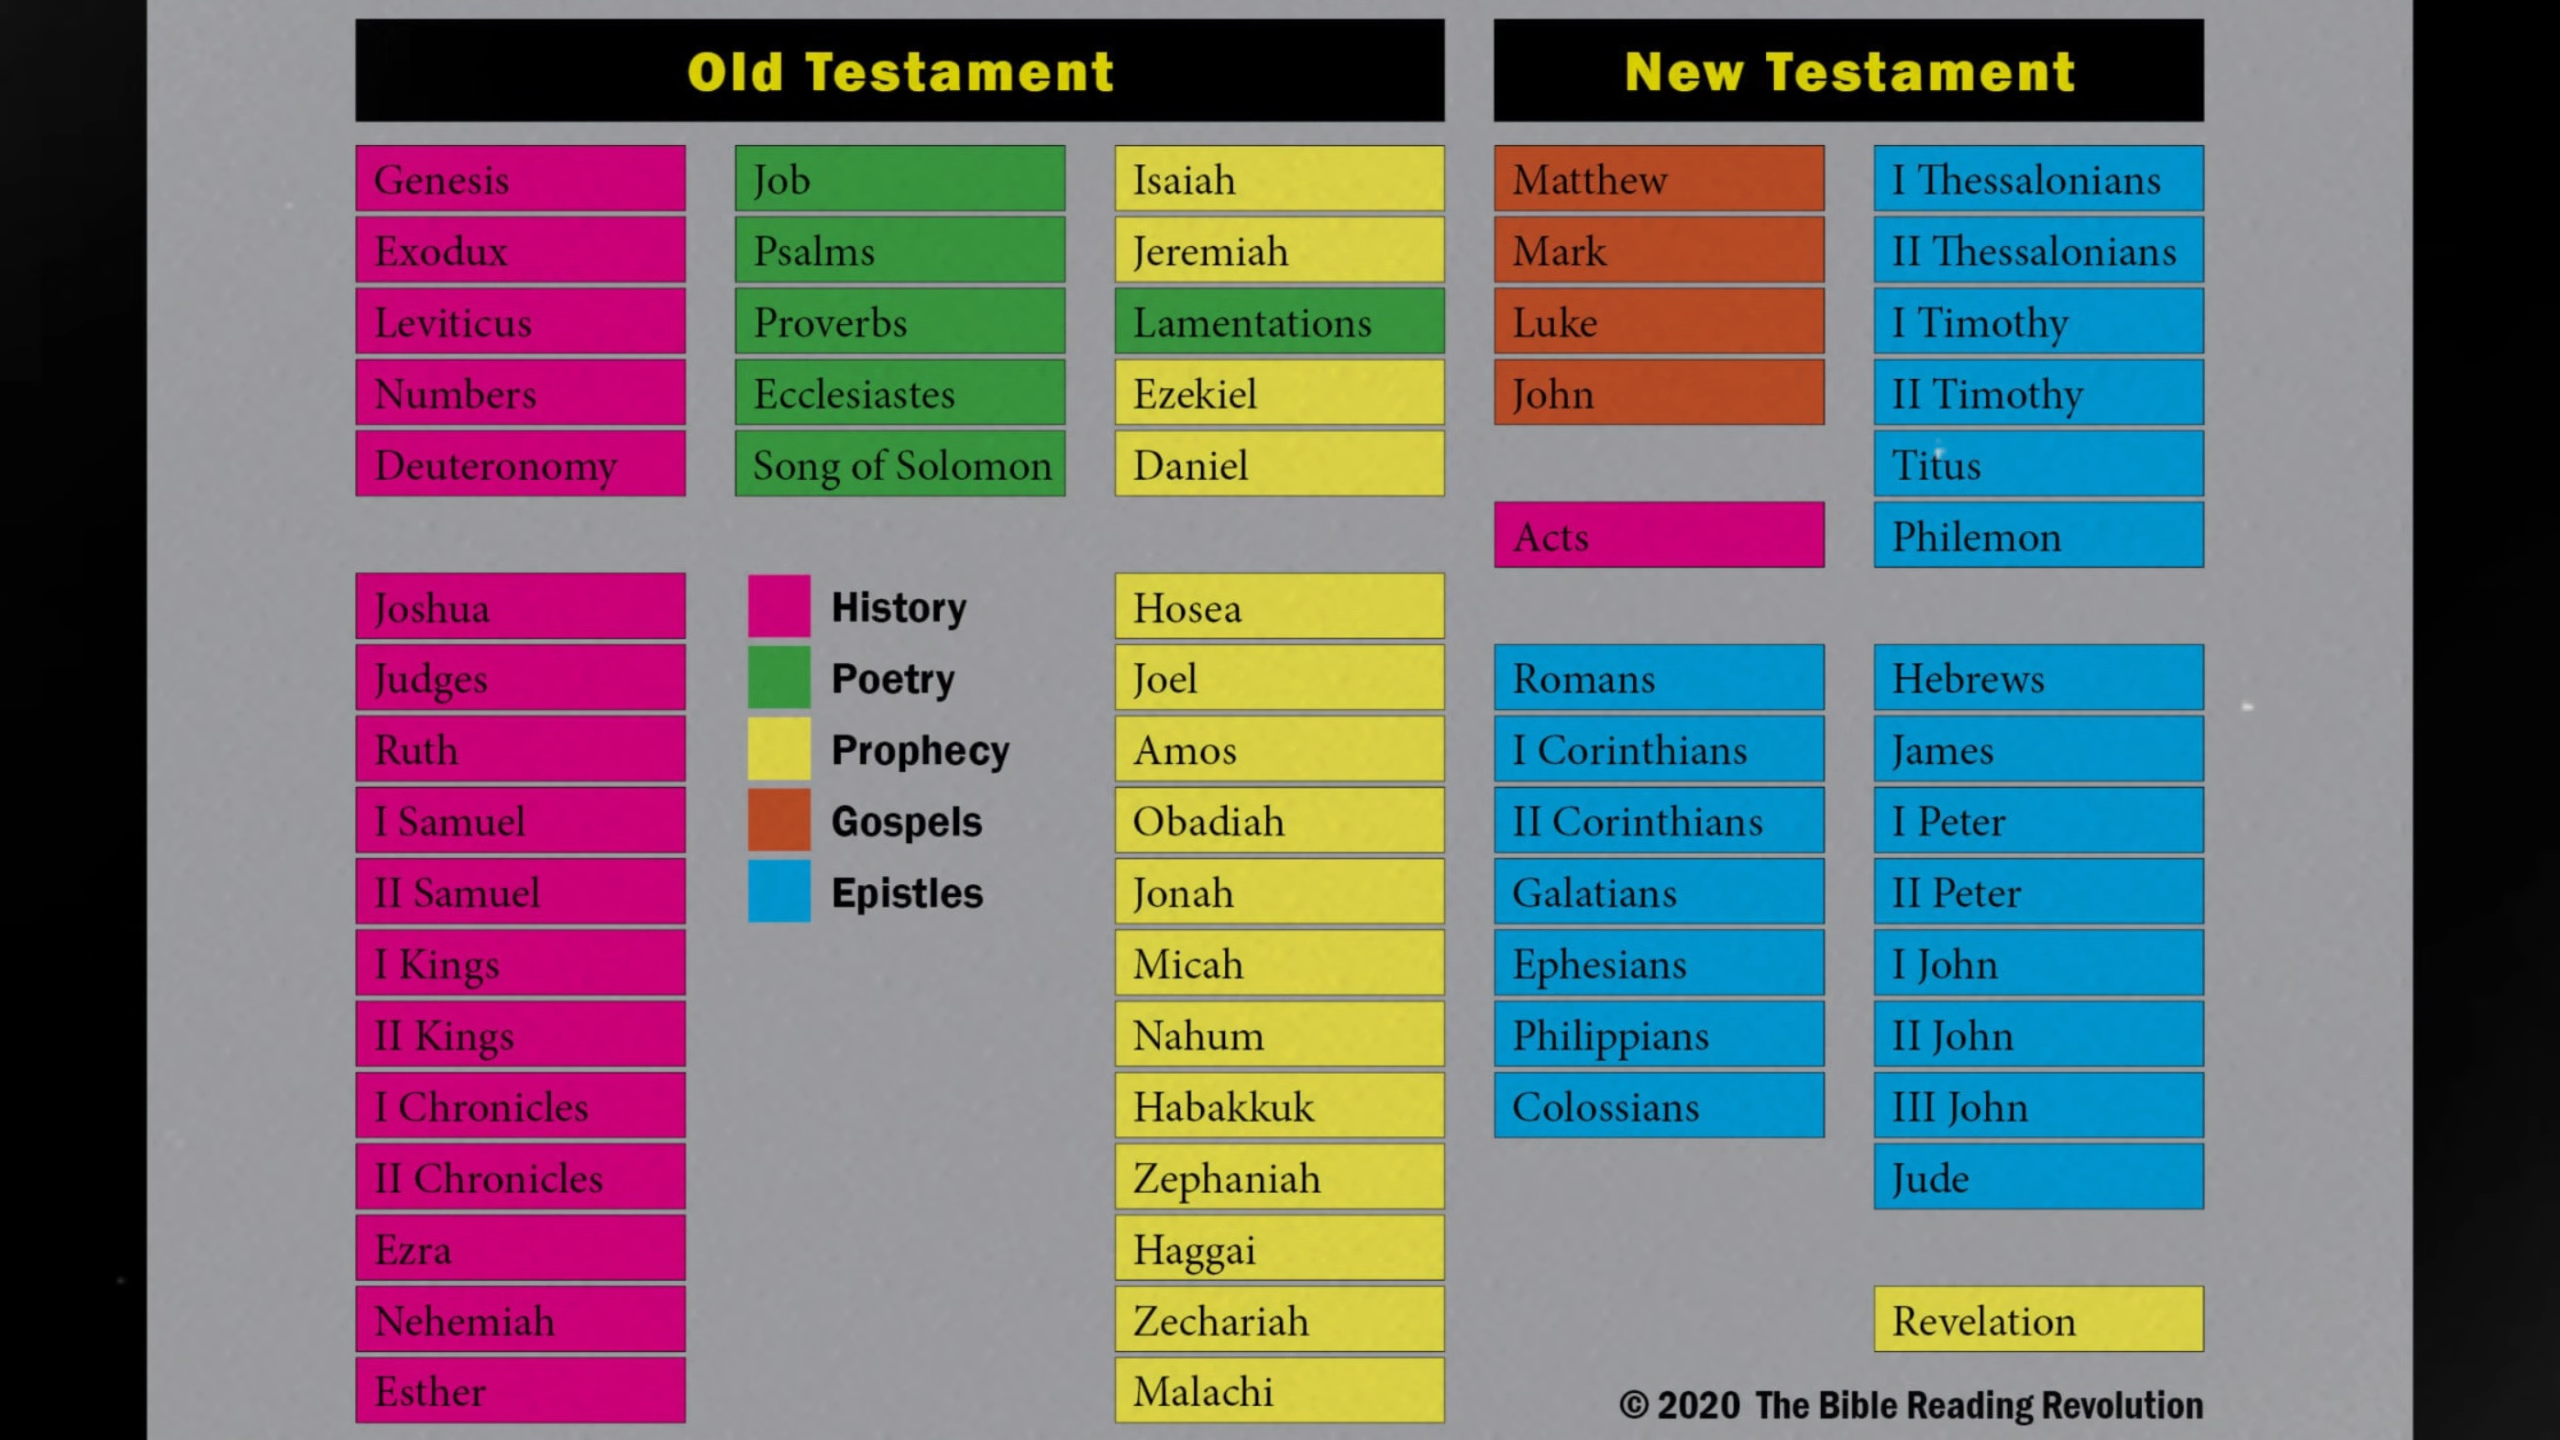 Old Testament
Genesis
Exodux
Leviticus
Numbers
Deuteronomy
Joshua
Judges
Ruth
I Samuel
II Samuel
I Kings
II Kings
I Chronicles
II Chronicles
Ezra
Nehemiah
Esther
Job
Psalms
Proverbs
Ecclesiastes
Song of Solomon
History
Poetry
Prophecy
Gospels
Epistles
Isaiah
Jeremiah
Lamentations
Ezekiel
Daniel
Hosea
Joel
Amos
Obadiah
Jonah
Micah
Nahum
Habakkuk
Zephaniah
Haggai
Zechariah
Malachi
New Testament
Matthew
Mark
Luke
John
Acts
Romans
I Corinthians
II Corinthians
Galatians
Ephesians
Philippians
Colossians
I Thessalonians
II Thessalonians
I Timothy
II Timothy
Titus
Philemon
Hebrews
James
I Peter
II Peter
I John
II John
III John
Jude
Revelation
© 2020 The Bible Reading Revolution